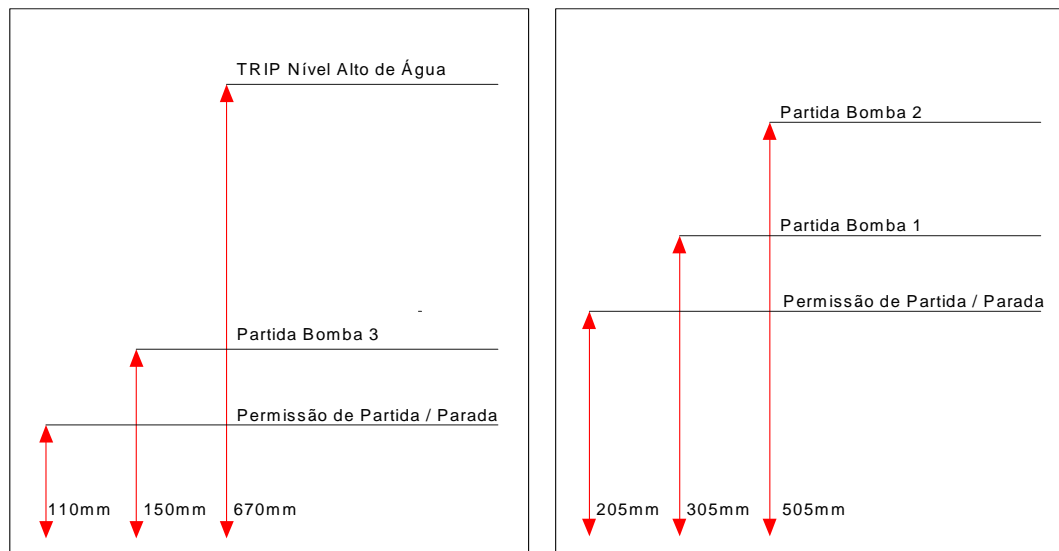 TRIP Nível Alto de Água
Partida Bomba 3
Permissão de Partida / Parada
110mm
150mm
670mm
Partida Bomba 2
Partida Bomba 1
Permissão de Partida / Parada
205mm
305mm
505mm